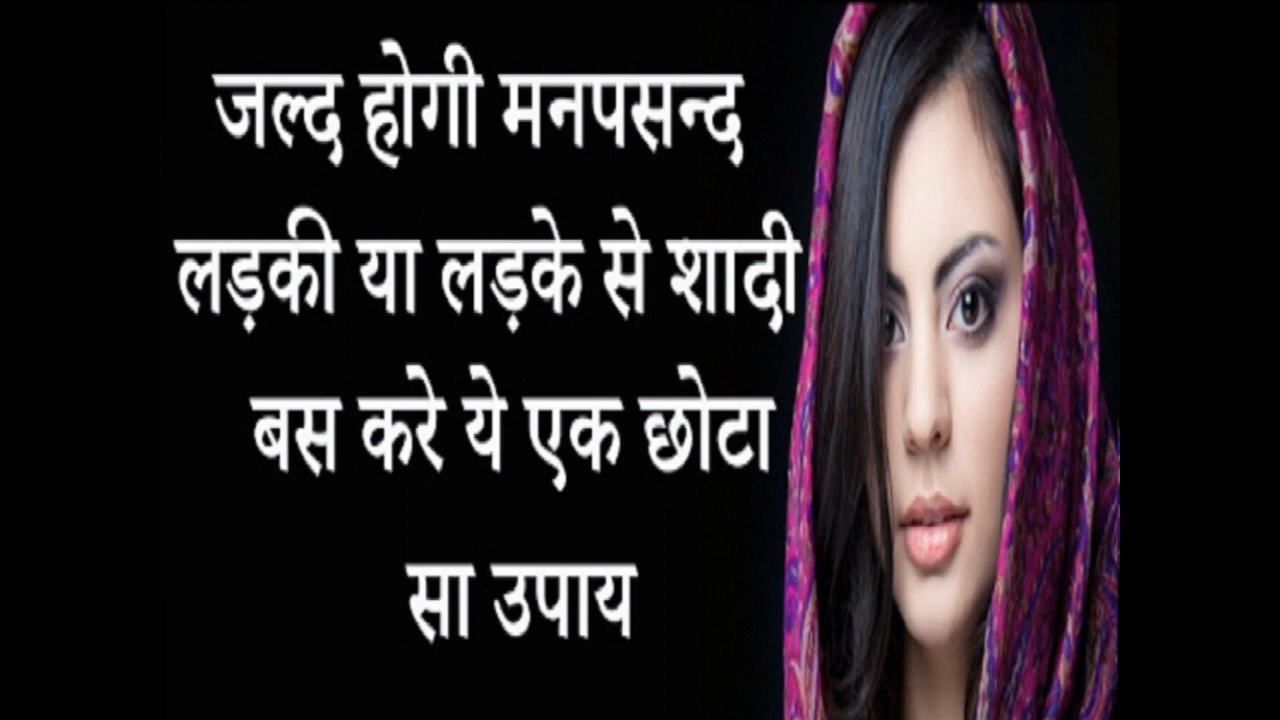 जल्द होगी मनपसन्द
लड़की या लड़के से शादी
बस करे ये एक छोटा
सा उपाय